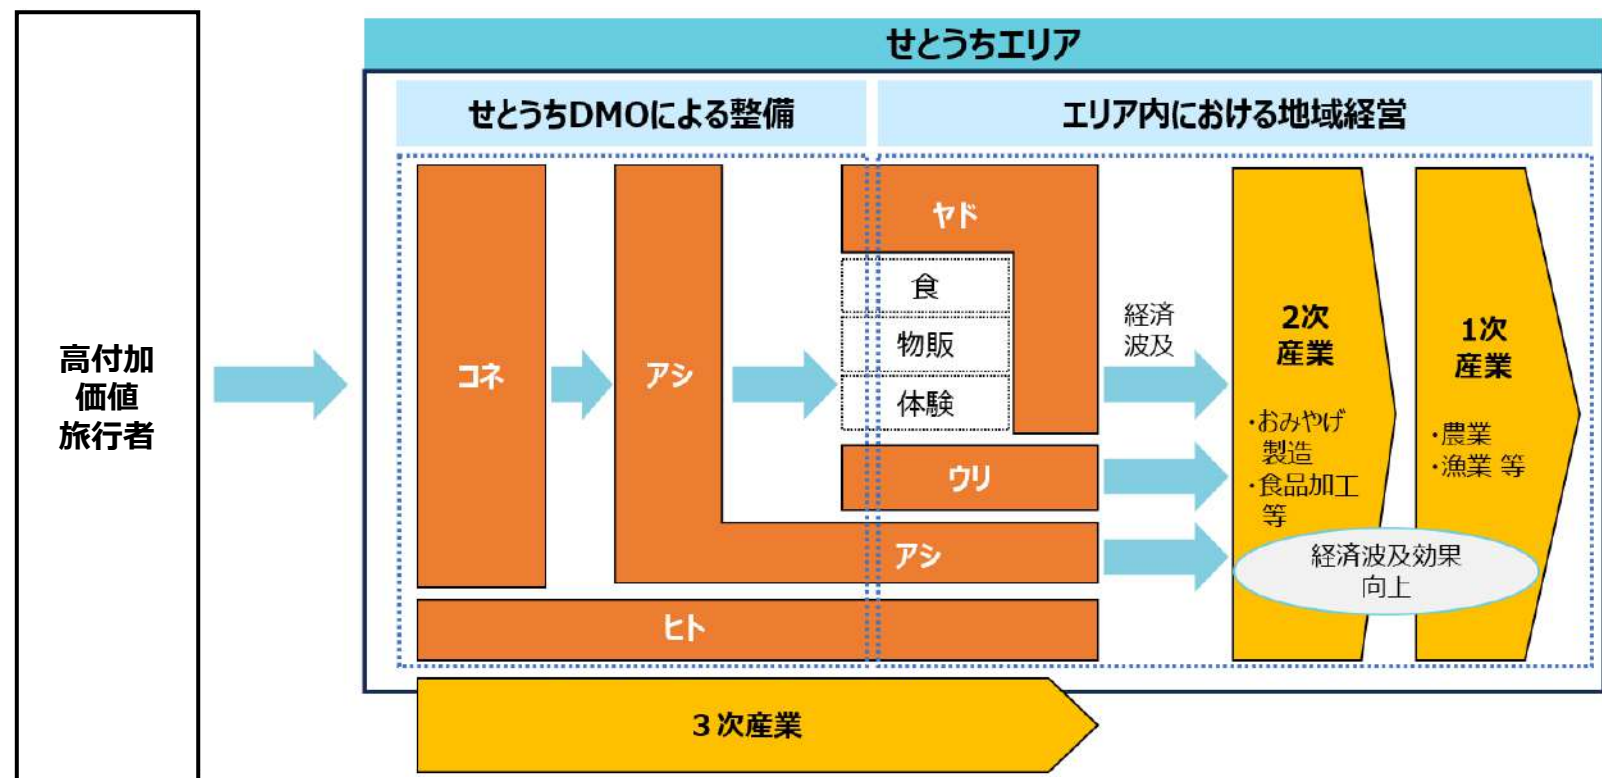 高付加
価値
旅行者
せとうちエリア
せとうちDMOによる整備
エリア内における地域経営
コネ
アシ
ヤド
食
物販
体験
ウリ
アシ
ヒト
経済
波及
2次
産業
・おみやげ
製造
・食品加工
等
1次
産業
・農業
・漁業 等
経済波及効果
向上
３次産業